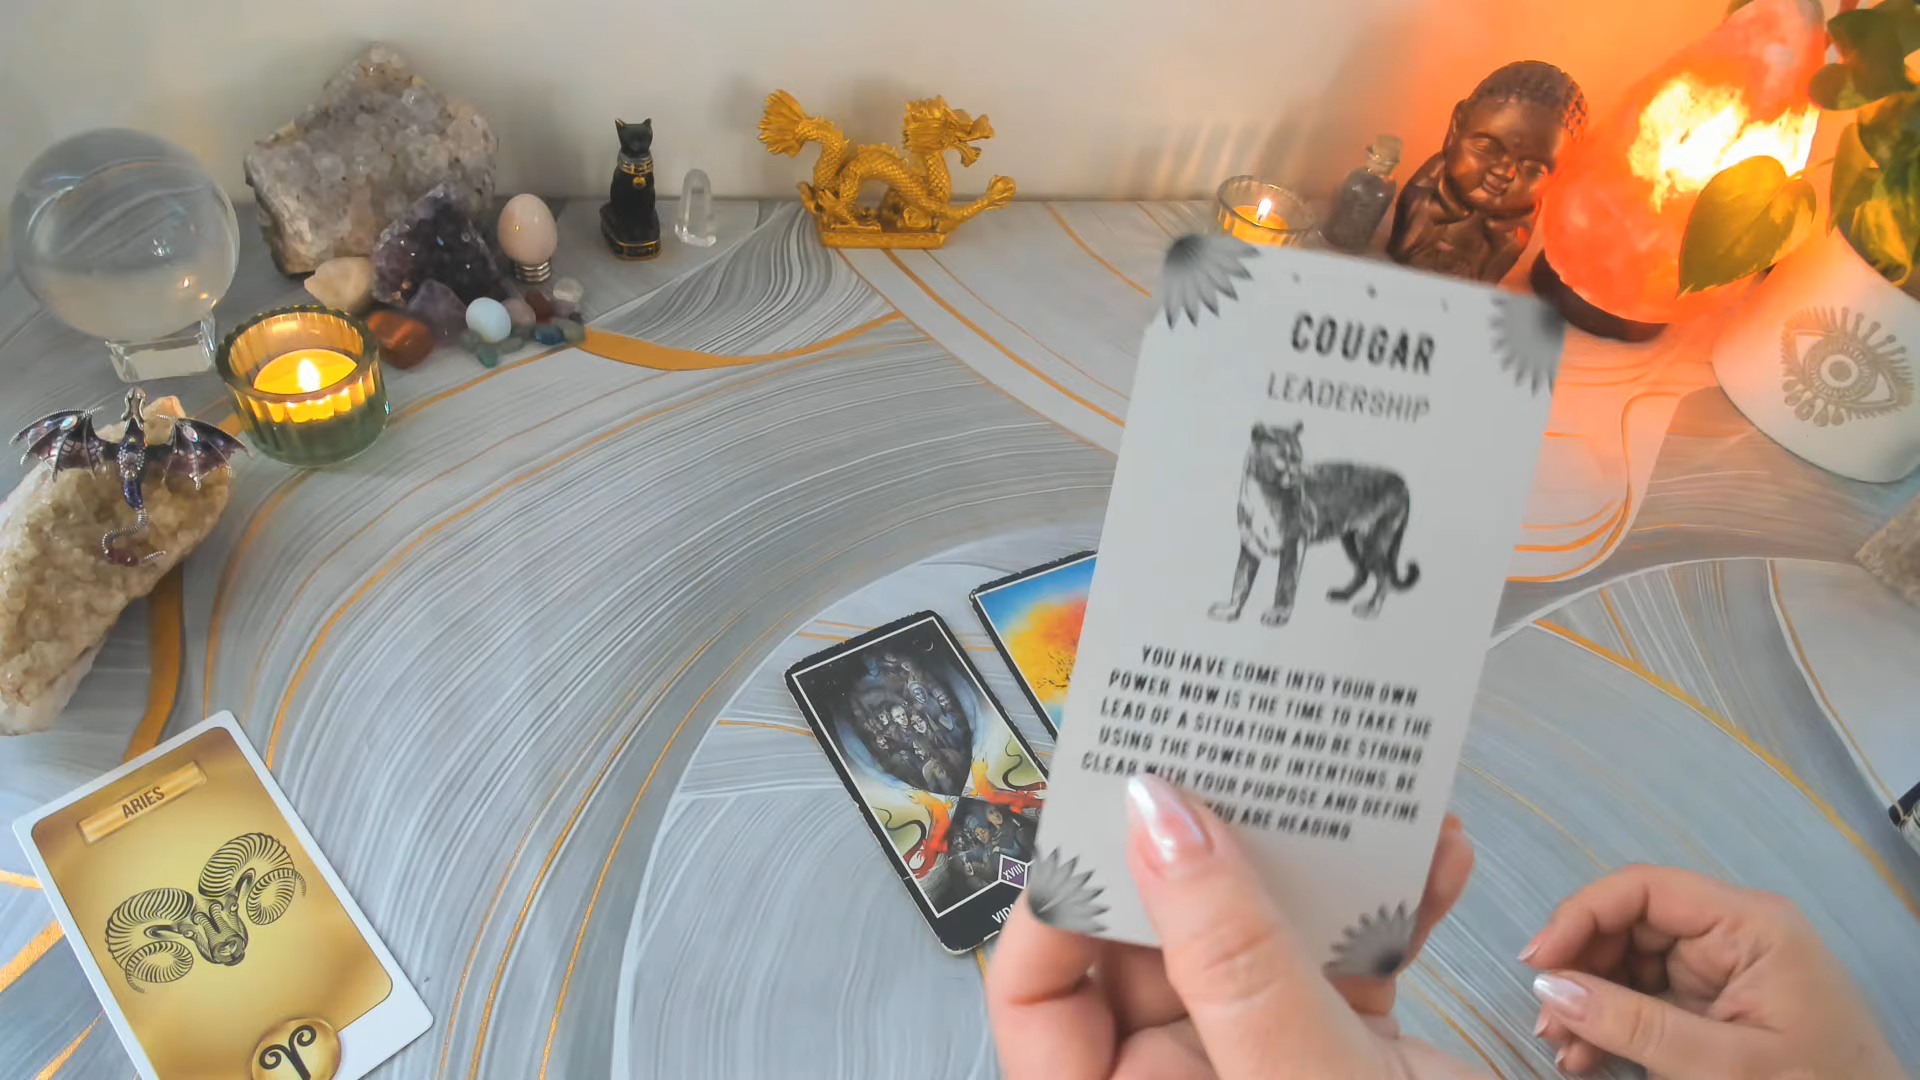 COUGAR
LEADERSHIP
YOU HAVE COME INTO YOUR OWN
POWER. NOW IS THE TIME TO TAKE THE
LEAD OF A SITUATION AND BE STRONG
USING THE POWER OF INTENTIONS. BE
CLEAR WITH YOUR PURPOSE AND DEFINE
YOU ARE HEADING
ARIES
XVIII